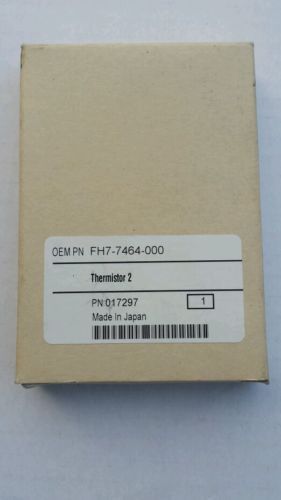 OEM PN FH7-7464-000
Thermistor 2
PN:017297 1
Made In Japan